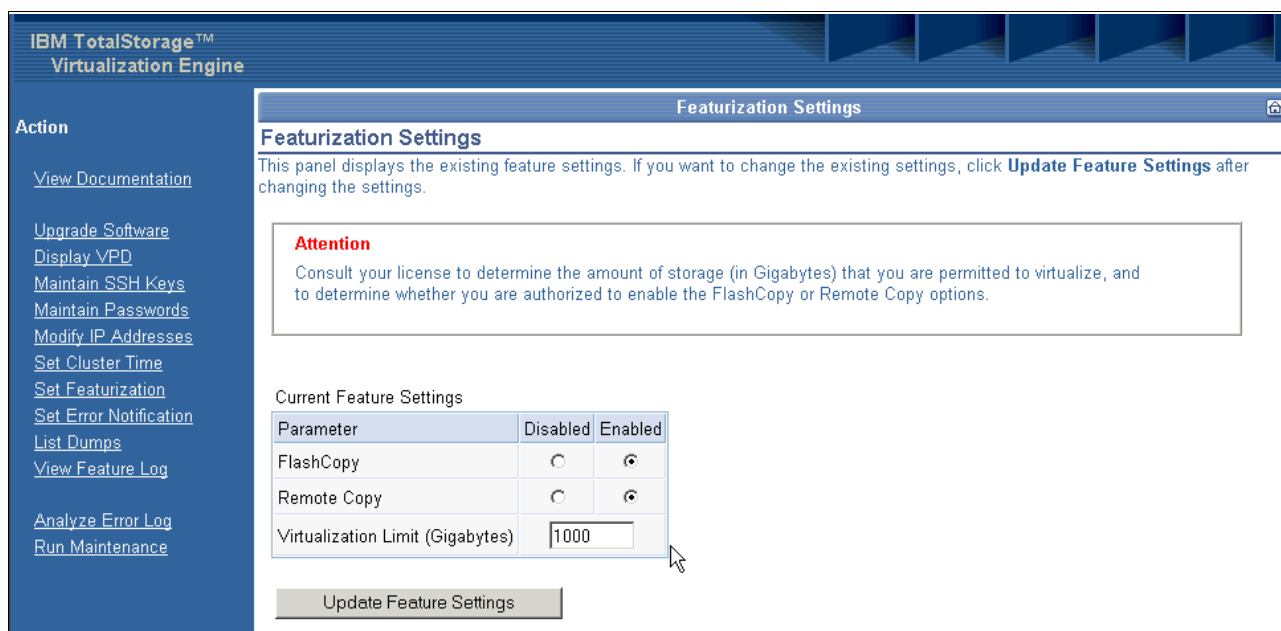 IBM TotalStorage™
Virtualization Engine
Action
View Documentation
Upgrade Software
Display VPD
Maintain SSH Keys
Maintain Passwords
Modify IP Addresses
Set Cluster Time
Set Featurization
Set Error Notification
List Dumps
View Feature Log
Analyze Error Log
Run Maintenance
Featurization Settings
Featurization Settings
This panel displays the existing feature settings. If you want to change the existing settings, click Update Feature Settings after
changing the settings.
Attention
Consult your license to determine the amount of storage (in Gigabytes) that you are permitted to virtualize, and
to determine whether you are authorized to enable the FlashCopy or Remote Copy options.
Current Feature Settings
Parameter Disabled Enabled
FlashCopy
Remote Copy
Virtualization Limit (Gigabytes) 1000
Update Feature Settings